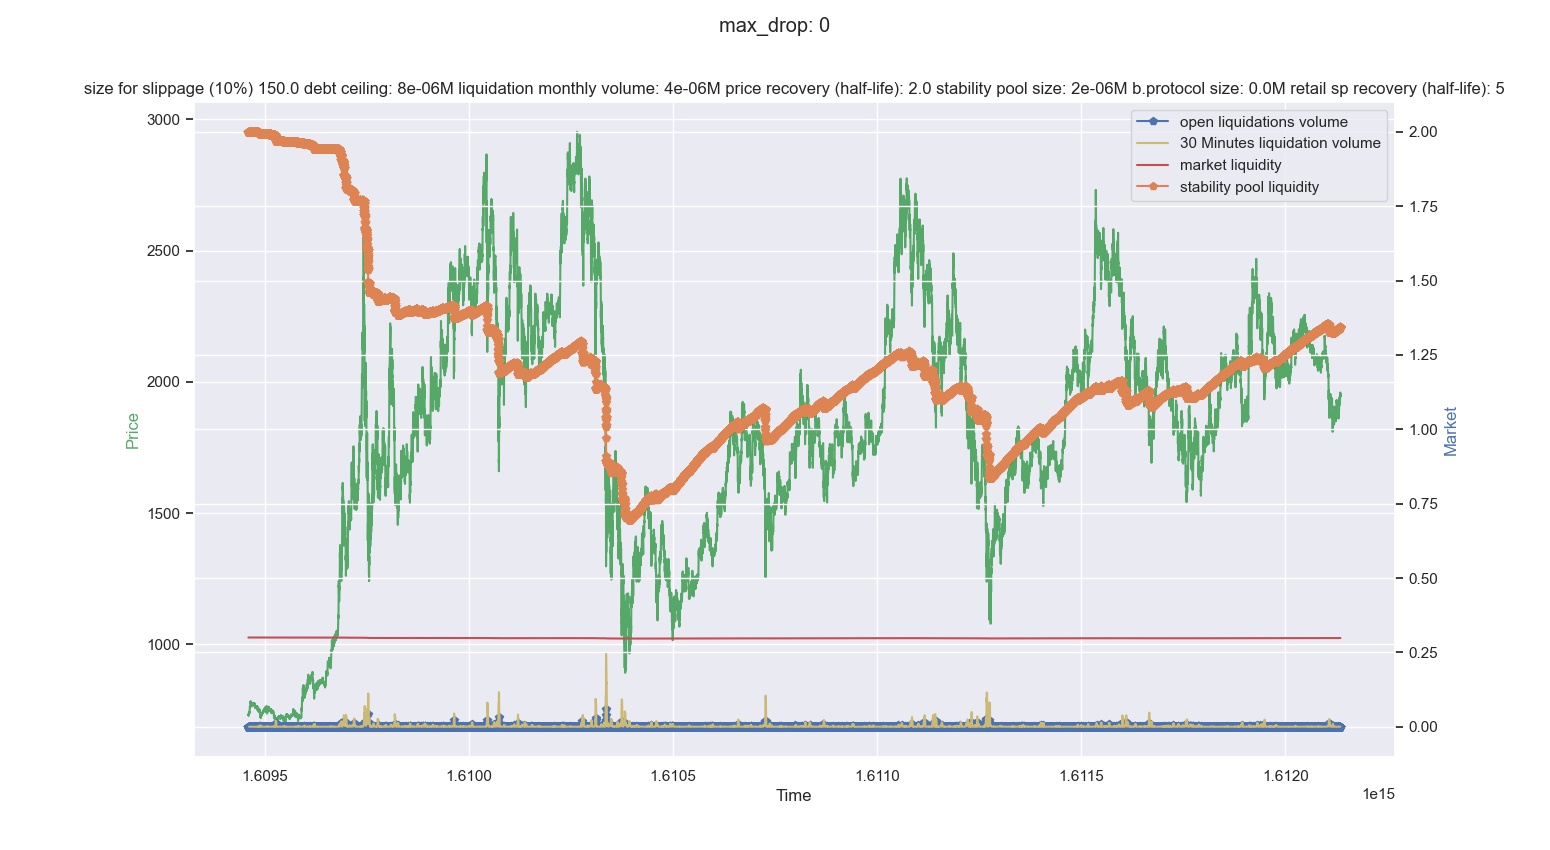 max_drop: 0
size for slippage (10%) 150.0 debt ceiling: 8e-06M liquidation monthly volume: 4e-06M price recovery (half-life): 2.0 stability pool size: 2e-06M b.protocol size: 0.0M retail sp recovery (half-life): 5
open liquidations volume
30 Minutes liquidation volume
market liquidity
stability pool liquidity
3000
2500
2000
1500
1000
Price
2.00
1.75
1.50
1.25
1.00
0.75
0.50
0.25
0.00
Market
1.6095 1.6100 1.6105 1.6110 1.6115 1.6120
1e15
Time